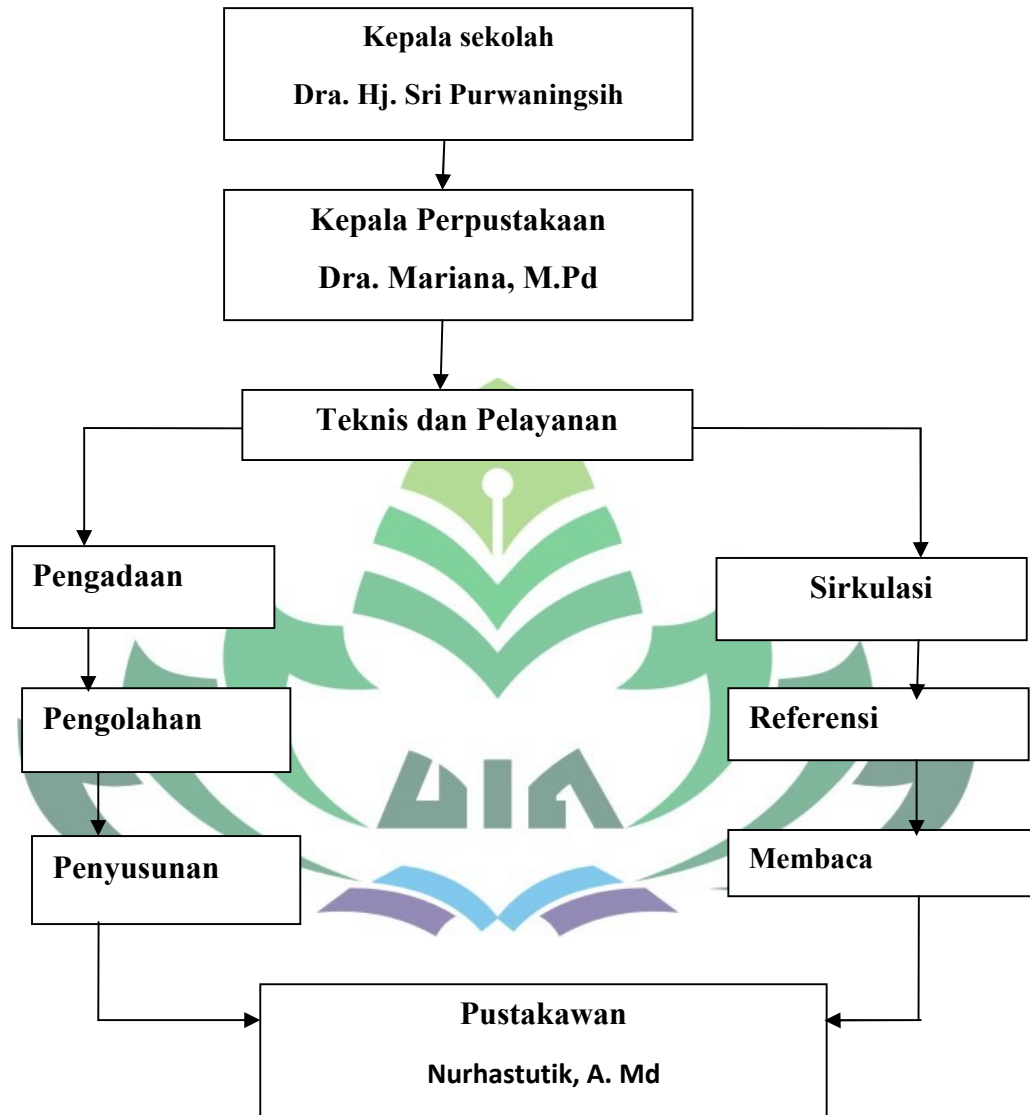 Kepala sekolah
Dra. Hj. Sri Purwaningsih
Kepala Perpustakaan
Dra. Mariana, M.Pd
Teknis dan Pelayanan
Pengadaan
Sirkulasi
Pengolahan
Referensi
UIN
Penyusunan
Membaca
Pustakawan
Nurhastutik, A. Md